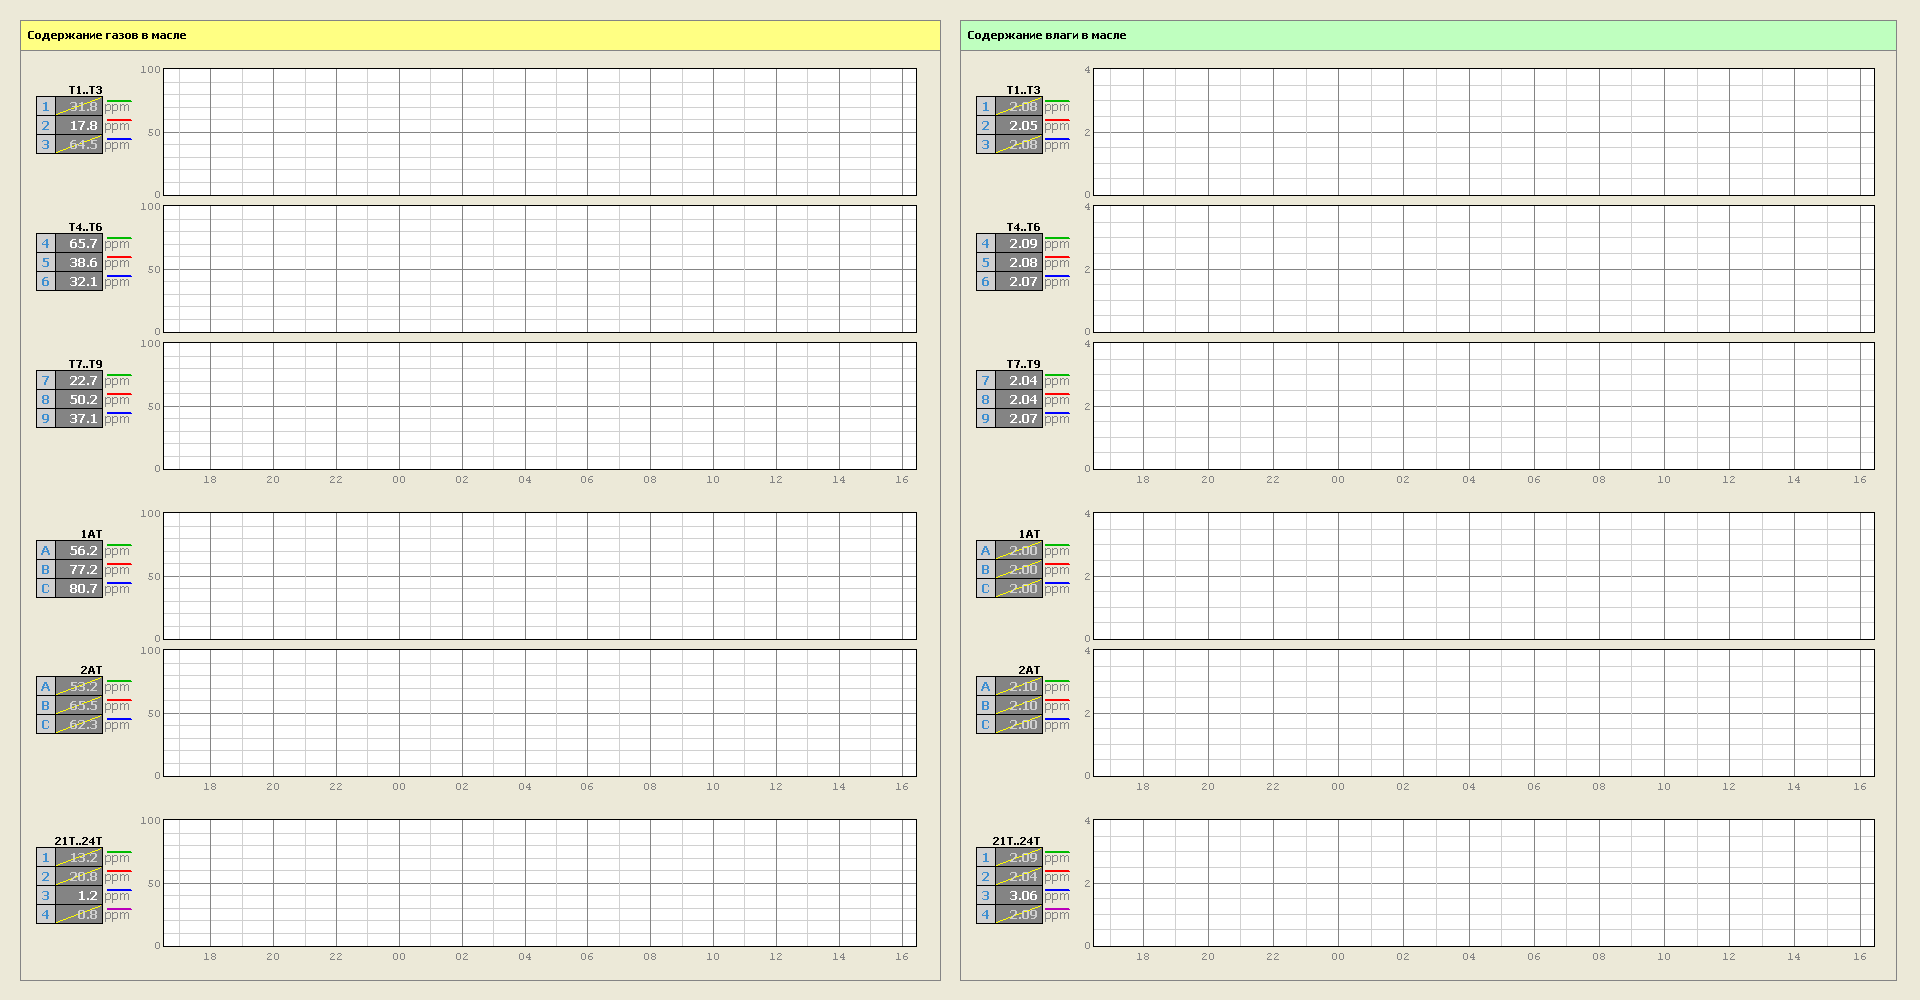 Содержание газов в масле
T1..T3
1 31.8 ppm
2 17.8 ppm
3 64.5 ppm
100
50
0
T4..T6
4 65.7 ppm
5 38.6 ppm
6 32.1 ppm
100
50
0
T7..T9
7 22.7 ppm
8 50.2 ppm
9 37.1 ppm
100
50
0
18 20 22 00 02 04 06 08 10 12 14 16
1AT
A 56.2 ppm
B 77.2 ppm
C 80.7 ppm
100
50
0
2AT
A 53.2 ppm
B 65.5 ppm
C 62.3 ppm
100
50
0
18 20 22 00 02 04 06 08 10 12 14 16
21T..24T
1 13.2 ppm
2 20.8 ppm
3 1.2 ppm
4 0.8 ppm
100
50
0
18 20 22 00 02 04 06 08 10 12 14 16
Содержание влаги в масле
T1..T3
1 2.08 ppm
2 2.05 ppm
3 2.08 ppm
4
2
0
T4..T6
4 2.09 ppm
5 2.08 ppm
6 2.07 ppm
4
2
0
T7..T9
7 2.04 ppm
8 2.04 ppm
9 2.07 ppm
4
2
0
18 20 22 00 02 04 06 08 10 12 14 16
1AT
A 2.00 ppm
B 2.00 ppm
C 2.00 ppm
4
2
0
2AT
A 2.10 ppm
B 2.10 ppm
C 2.00 ppm
4
2
0
18 20 22 00 02 04 06 08 10 12 14 16
21T..24T
1 2.09 ppm
2 2.04 ppm
3 3.06 ppm
4 2.09 ppm
4
2
0
18 20 22 00 02 04 06 08 10 12 14 16